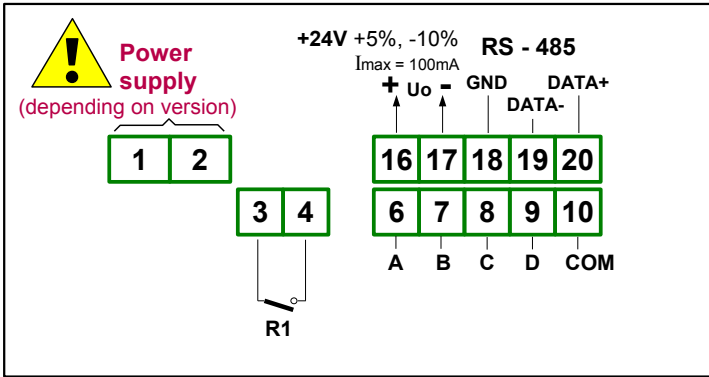 !
Power
supply
(depending on version)
+24V +5%, -10%
Imax = 100mA
+ Uo -
RS - 485
GND
DATA-
DATA+
1 2
16 17 18 19 20
3 4
6 7 8 9 10
A B C D COM
R1